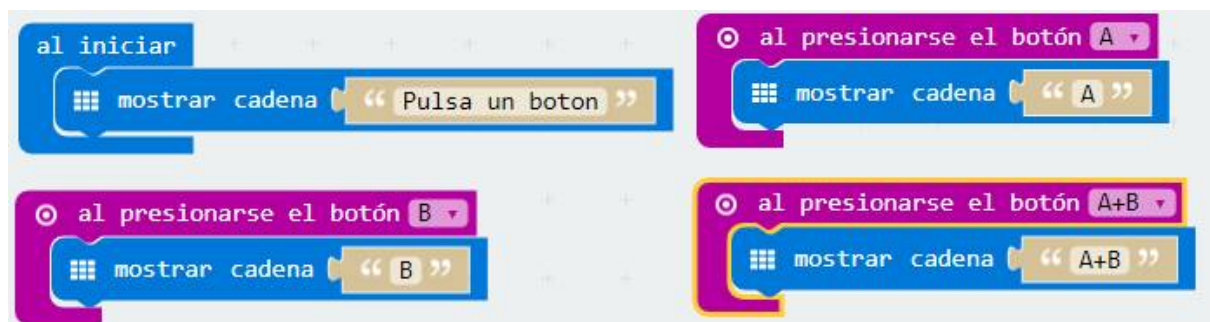 al iniciar
mostrar cadena “ Pulsa un boton ”
al presionarse el botón A
mostrar cadena “ A ”
al presionarse el botón B
mostrar cadena “ B ”
al presionarse el botón A+B
mostrar cadena “ A+B ”